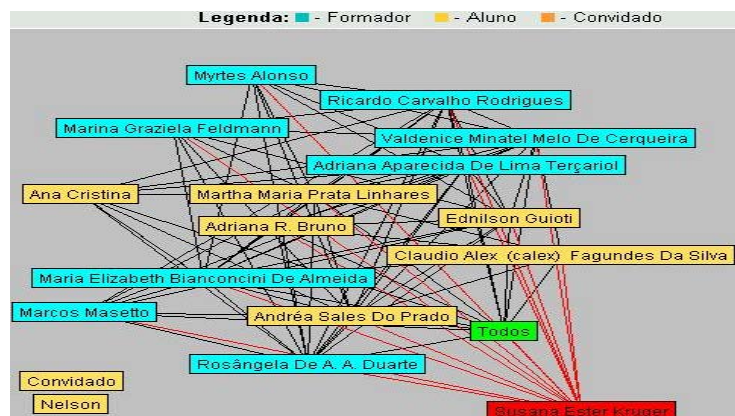 Legenda: - Formador - Aluno - Convidado
Myrtes Alonso
Ricardo Carvalho Rodrigues
Marina Graziela Feldmann
Valdenice Minatel Melo De Cerqueira
Adriana Aparecida De Lima Terçariol
Ana Cristina
Martha Maria Prata Linhares
Adriana R. Bruno
Ednilson Guioti
Claudio Alex (calex) Fagundes Da Silva
Maria Elizabeth Bianconcini De Almeida
Marcos Masetto
Andréa Sales Do Prado
Todos
Rosângela De A. A. Duarte
Convidado
Nelson
Susana Ester Kruger